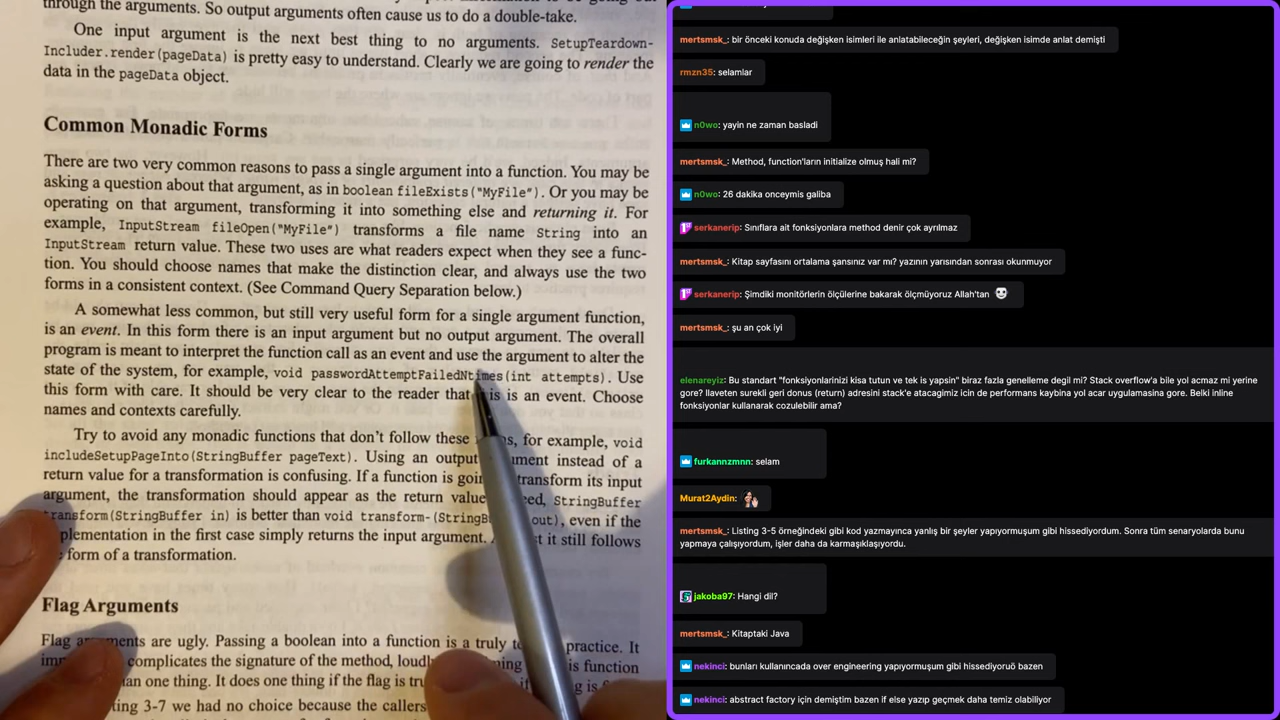 through the arguments. So output arguments often cause us to do a double-take.
One input argument is the next best thing to no arguments. SetupTeardown-
Includer.render(pageData) is pretty easy to understand. Clearly we are going to render the
data in the pageData object.
Common Monadic Forms
There are two very common reasons to pass a single argument into a function. You may be
asking a question about that argument, as in boolean fileExists("MyFile"). Or you may be
operating on that argument, transforming it into something else and returning it. For
example, InputStream fileOpen("MyFile") transforms a file name String into an
InputStream return value. These two uses are what readers expect when they see a func-
tion. You should choose names that make the distinction clear, and always use the two
forms in a consistent context. (See Command Query Separation below.)
A somewhat less common, but still very useful form for a single argument function,
is an event. In this form there is an input argument but no output argument. The overall
program is meant to interpret the function call as an event and use the argument to alter the
state of the system, for example, void passwordAttemptFailedNtimes(int attempts). Use
this form with care. It should be very clear to the reader that is is an event. Choose
names and contexts carefully.
Try to avoid any monadic functions that don't follow these for example, void
includeSetupPageInto(StringBuffer pageText). Using an output instead of a
return value for a transformation is confusing. If a function is transform its input
argument, the transformation should appear as the return value StringBuffer
transform(StringBuffer in) is better than void transform-(StringB out), even if the
plementation in the first case simply returns the input argument. it still follows
form of a transformation.
Flag Arguments
Flag are ugly. Passing a boolean into a function is a truly practice. It
complicates the signature of the method, is function
an one thing. It does one thing if the flag is
ting 3-7 we had no choice because the callers
mertsmsk_: bir önceki konuda değişken isimleri ile anlatabileceğin şeyleri, değişken isimde anlat demişti
rmzn35: selamlar
n0wo: yayin ne zaman basladi
mertsmsk_: Method, function'ların initialize olmuş hali mi?
n0wo: 26 dakika onceymis galiba
serkanerip: Sınıflara ait fonksiyonlara method denir çok ayrılmaz
mertsmsk_: Kitap sayfasını ortalama şansınız var mı? yazının yarısından sonrası okunmuyor
serkanerip: Şimdiki monitörlerin ölçülerine bakarak ölçmüyoruz Allah'tan
mertsmsk_: şu an çok iyi
elenareyiz: Bu standart "fonksiyonlarinizi kisa tutun ve tek is yapsin" biraz fazla genelleme degil mi? Stack overflow'a bile yol acmaz mi yerine
gore? Ilaveten surekli geri donus (return) adresini stack'e atacagimiz icin de performans kaybina yol acar uygulamasina gore. Belki inline
fonksiyonlar kullanarak cozulebilir ama?
furkannzmnn: selam
Murat2Aydin:
mertsmsk_: Listing 3-5 örneğindeki gibi kod yazmayınca yanlış bir şeyler yapıyormuşum gibi hissediyordum. Sonra tüm senaryolarda bunu
yapmaya çalışıyordum, işler daha da karmaşıklaşıyordu.
jakoba97: Hangi dil?
mertsmsk_: Kitaptaki Java
nekinci: bunları kullanıncada over engineering yapıyormuşum gibi hissediyoruõ bazen
nekinci: abstract factory için demiştim bazen if else yazıp geçmek daha temiz olabiliyor